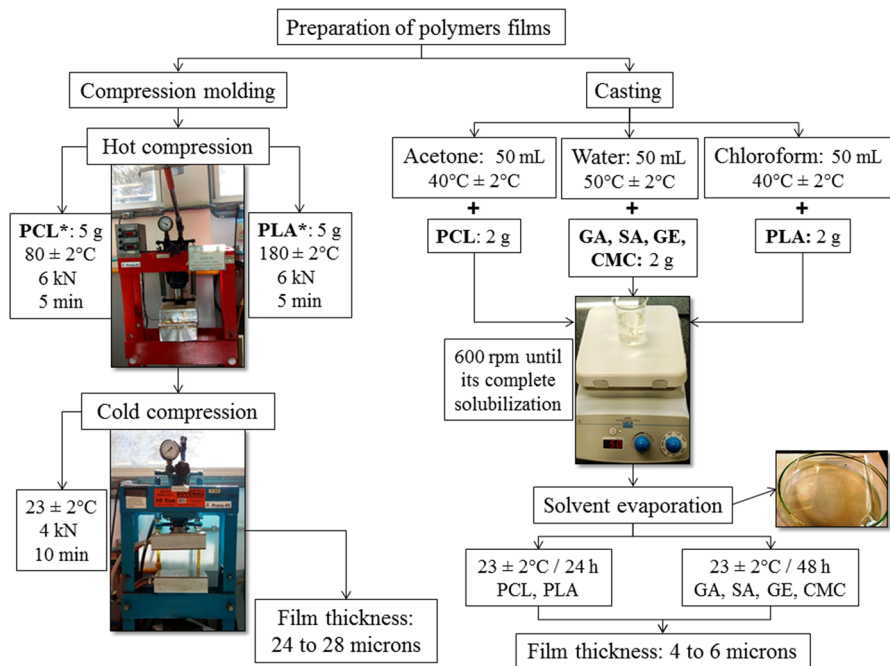 Preparation of polymers films
Compression molding
Casting
Hot compression
PCL*: 5 g
80 ± 2°C
6 kN
5 min
PLA*: 5 g
180 ± 2°C
6 kN
5 min
Cold compression
23 ± 2°C
4 kN
10 min
Film thickness:
24 to 28 microns
Acetone: 50 mL
40°C ± 2°C
Water: 50 mL
50°C ± 2°C
Chloroform: 50 mL
40°C ± 2°C
+
+
+
PCL: 2 g
GA, SA, GE,
CMC: 2 g
PLA: 2 g
600 rpm until
its complete
solubilization
Solvent evaporation
23 ± 2°C / 24 h
PCL, PLA
23 ± 2°C / 48 h
GA, SA, GE, CMC
Film thickness: 4 to 6 microns